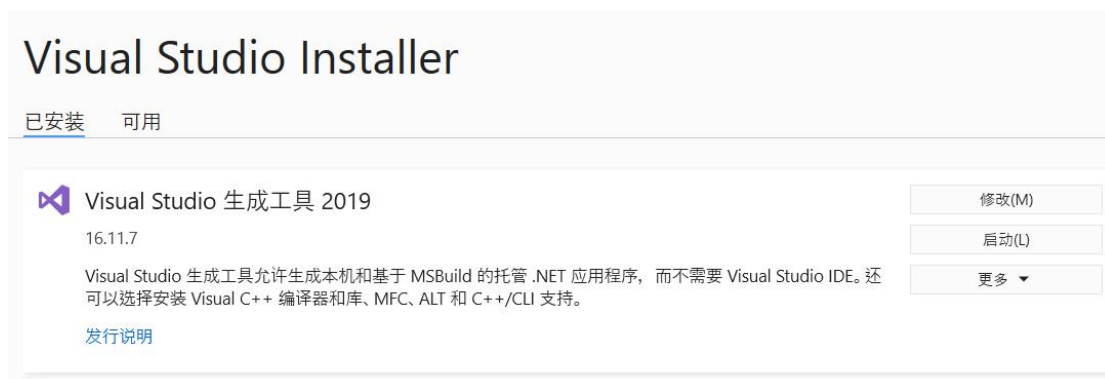 Visual Studio Installer
已安装 可用
Visual Studio 生成工具 2019
修改(M)
16.11.7
启动(L)
Visual Studio 生成工具允许生成本机和基于 MSBuild 的托管 .NET 应用程序，而不需要 Visual Studio IDE。还
可以选择安装 Visual C++ 编译器和库、MFC、ALT 和 C++/CLI 支持。
更多
发行说明